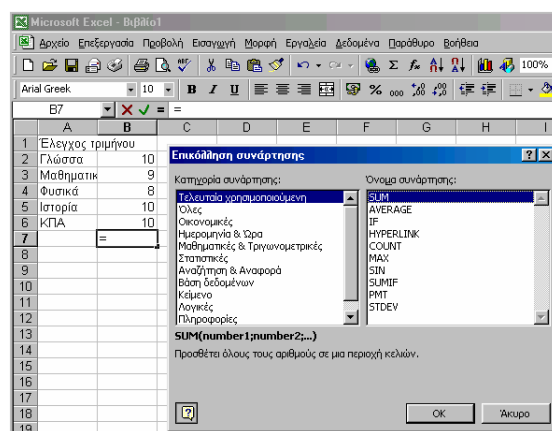 Microsoft Excel - Βιβλίο1
Αρχείο Επεξεργασία Προβολή Εισαγωγή Μορφή Εργαλεία Δεδομένα Παράθυρο Βοήθεια
100%
Arial Greek 10 B I U % 000
B7 = =
A B C D E F G H I
1 Έλεγχος τριμήνου
2 Γλώσσα 10
3 Μαθηματικ 9
4 Φυσικά 8
5 Ιστορία 10
6 ΚΠΑ 10
7 =
8
9
10
11
12
13
14
15
16
17
18
19
Επικόλληση συνάρτησης
Κατηγορία συνάρτησης: Όνομα συνάρτησης:
Τελευταία χρησιμοποιούμενη SUM
Όλες AVERAGE
Οικονομικές IF
Ημερομηνία & Ώρα HYPERLINK
Μαθηματικές & Τριγωνομετρικές COUNT
Στατιστικές MAX
Αναζήτηση & Αναφορά SIN
Βάση δεδομένων SUMIF
Κείμενο PMT
Λογικές STDEV
Πληροφορίες
SUM(number1;number2;...)
Προσθέτει όλους τους αριθμούς σε μια περιοχή κελιών.
OK Άκυρο